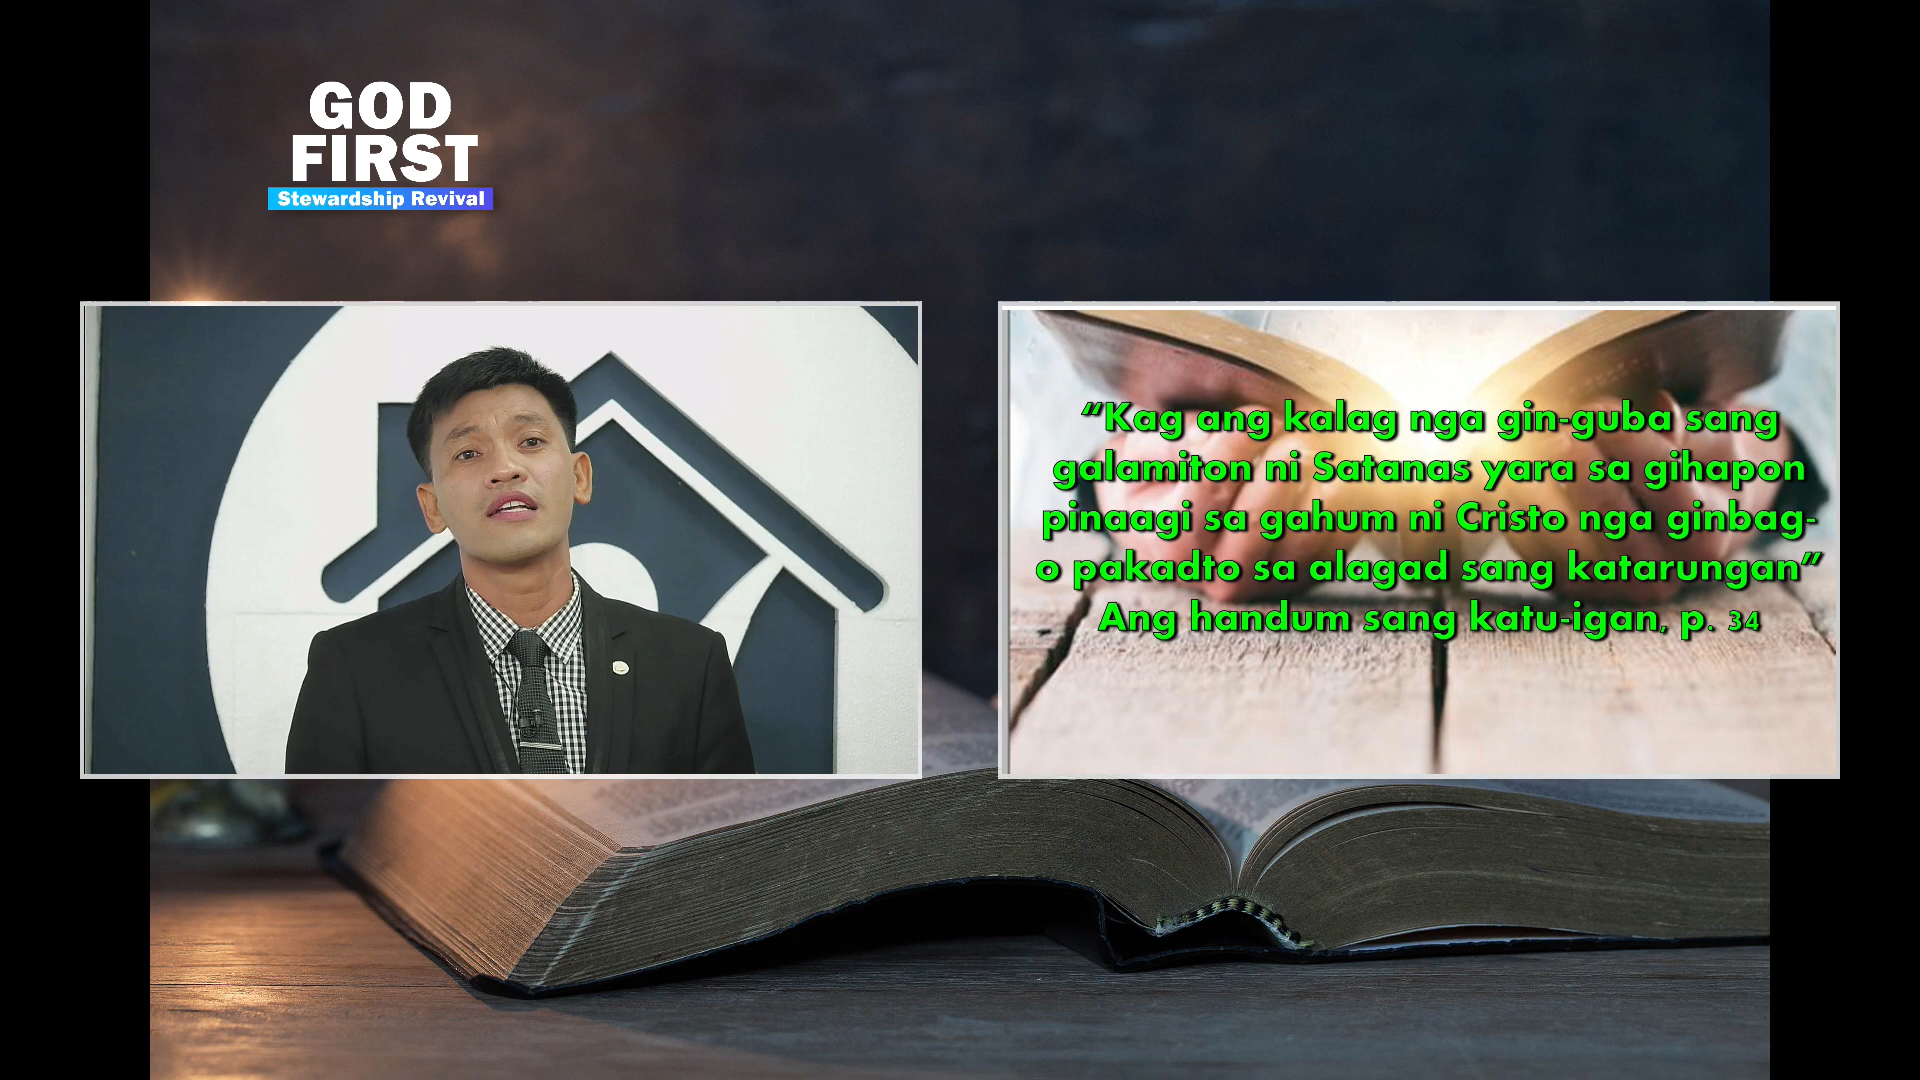 GOD
FIRST
Stewardship Revival
“Kag ang kalag nga gin-guba sang
galamiton ni Satanas yara sa gihapon
pinaagi sa gahum ni Cristo nga ginbag-
o pakadto sa alagad sang katarungan”
Ang handum sang katu-igan, p. 34